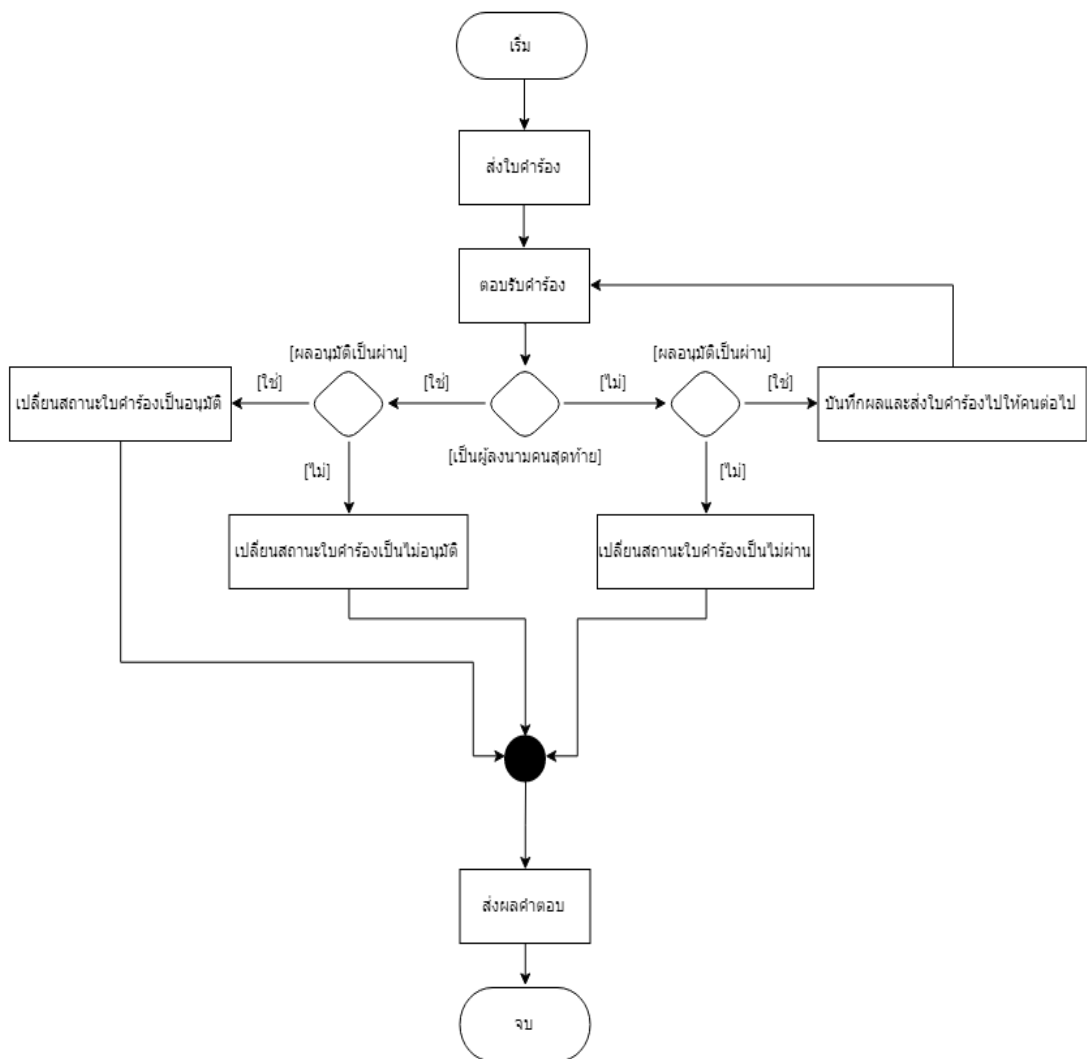 เริ่ม
ส่งใบคำร้อง
ตอบรับคำร้อง
[ผลอนุมัติเป็นผ่าน]
[ผลอนุมัติเป็นผ่าน]
[ใช่]
[ใช่]
[ไม่]
[ใช่]
เปลี่ยนสถานะใบคำร้องเป็นอนุมัติ
บันทึกผลและส่งใบคำร้องไปให้คนต่อไป
[เป็นผู้ลงนามคนสุดท้าย]
[ไม่]
[ไม่]
เปลี่ยนสถานะใบคำร้องเป็นไม่อนุมัติ
เปลี่ยนสถานะใบคำร้องเป็นไม่ผ่าน
ส่งผลคำตอบ
จบ